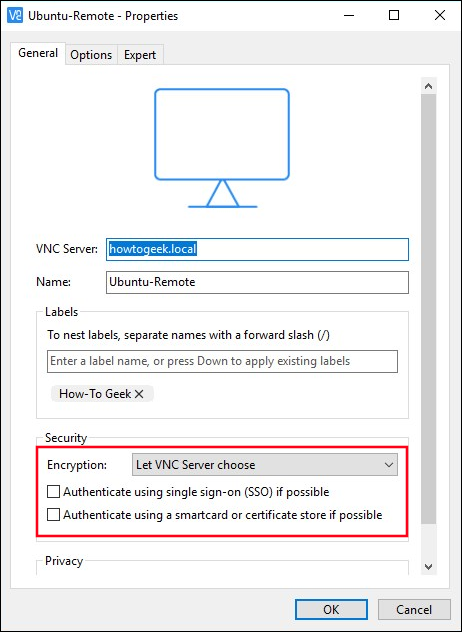 Ubuntu-Remote - Properties
General Options Expert
VNC Server: howtogeek.local
Name: Ubuntu-Remote
Labels
To nest labels, separate names with a forward slash (/)
Enter a label name, or press Down to apply existing labels
How-To Geek
Security
Encryption: Let VNC Server choose
Authenticate using single sign-on (SSO) if possible
Authenticate using a smartcard or certificate store if possible
Privacy
OK Cancel